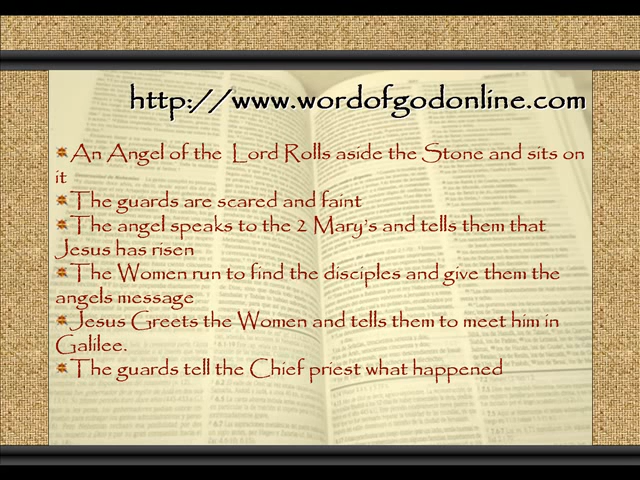 http://www.wordofgodonline.com
An Angel of the Lord Rolls aside the Stone and sits on
it
The guards are scared and faint
The angel speaks to the 2 Mary's and tells them that
Jesus has risen
The Women run to find the disciples and give them the
angels message
Jesus Greets the Women and tells them to meet him in
Galilee.
The guards tell the Chief priest what happened